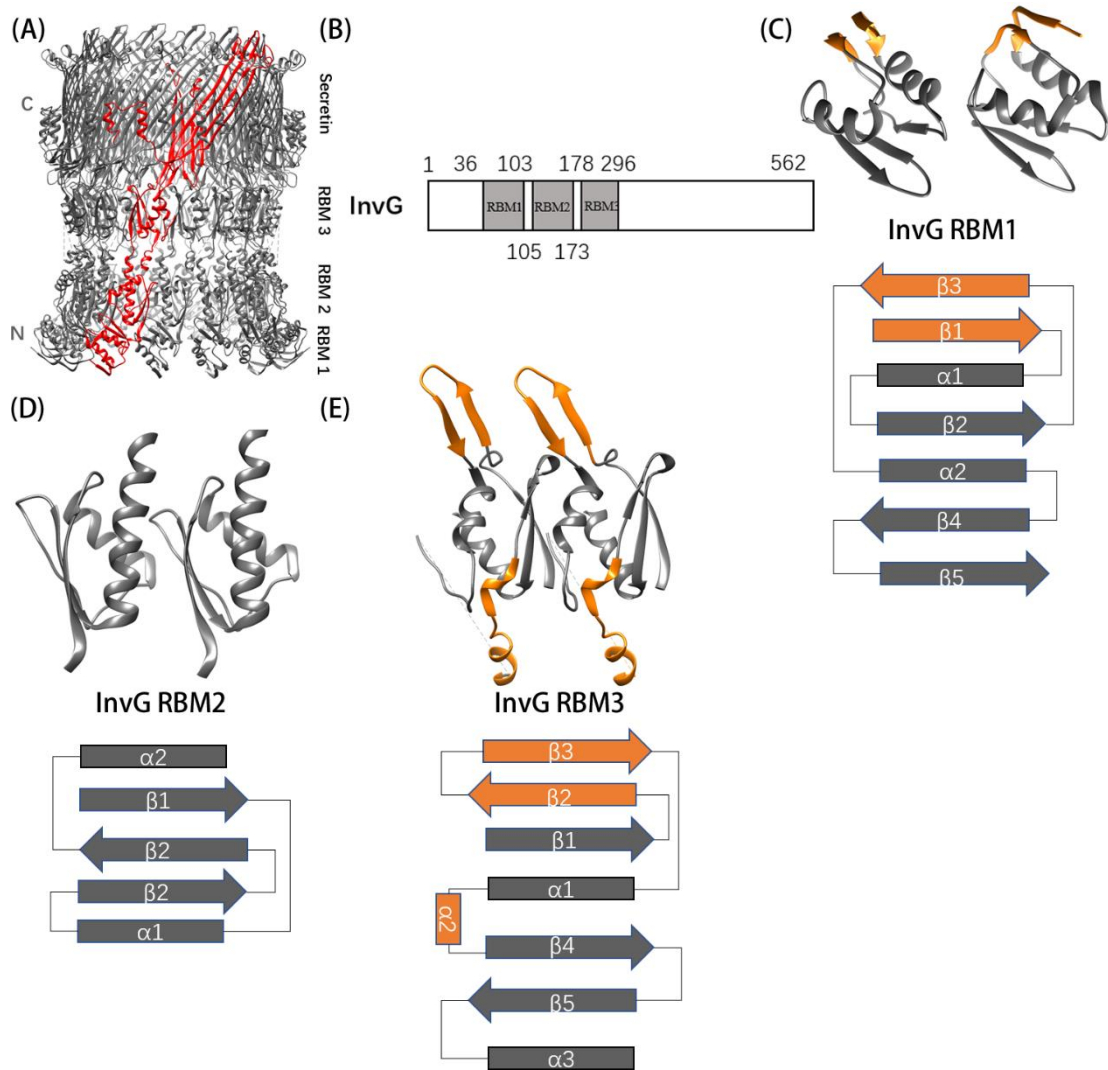 (A)
C
N
Secretin
RBM 3
RBM 2
RBM 1
(B)
1 36 103 178 296 562
InvG
RBM1 RBM2 RBM3
105 173
(C)
InvG RBM1
β3
β1
α1
β2
α2
β4
β5
(D)
InvG RBM2
α2
β1
β2
β2
α1
(E)
InvG RBM3
β3
β2
β1
α1
α2
β4
β5
α3